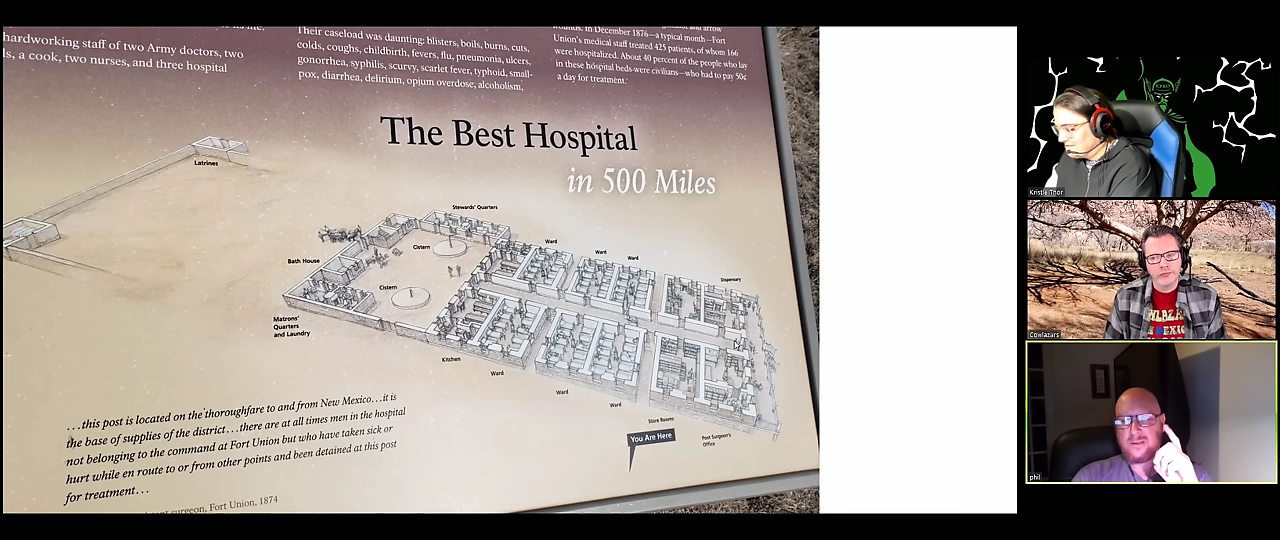 hardworking staff of two Army doctors, two
ls, a cook, two nurses, and three hospital
Their caseload was daunting: blisters, boils, burns, cuts,
colds, coughs, childbirth, fevers, flu, pneumonia, ulcers,
gonorrhea, syphilis, scurvy, scarlet fever, typhoid, small-
pox, diarrhea, delirium, opium overdose, alcoholism,
wounds. In December 1876—a typical month—Fort
Union's medical staff treated 425 patients, of whom 166
were hospitalized. About 40 percent of the people who lay
in these hospital beds were civilians—who had to pay 50¢
a day for treatment.
The Best Hospital
in 500 Miles
Latrines
Stewards' Quarters
Cistern
Ward
Ward
Ward
Bath House
Dispensary
Cistern
Matrons'
Quarters
and Laundry
Kitchen
Ward
Ward
Ward
Store Rooms
You Are Here
Post Surgeon's
Office
...this post is located on the thoroughfare to and from New Mexico...it is
the base of supplies of the district...there are at all times men in the hospital
not belonging to the command at Fort Union but who have taken sick or
hurt while en route to or from other points and been detained at this post
for treatment...
surgeon, Fort Union, 1874
KPRO
Kristle Thor
Cowlazars
phil